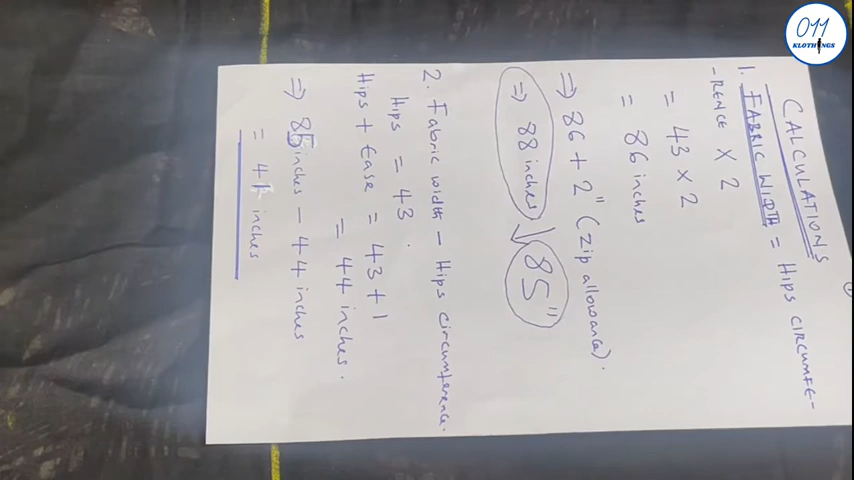 CALCULATIONS
1. FABRIC WIDTH = HIPS CIRCUMFE-
-RENCE X 2
= 43 X 2
= 86 inches
⇒ 86 + 2" (zip allowance).
⇒ 88 inches → 85"
2. Fabric width – Hips circumference.
Hips = 43.
Hips + Ease = 43 + 1
= 44 inches.
⇒ 85 inches – 44 inches
= 41 inches
011
KLOTHINGS